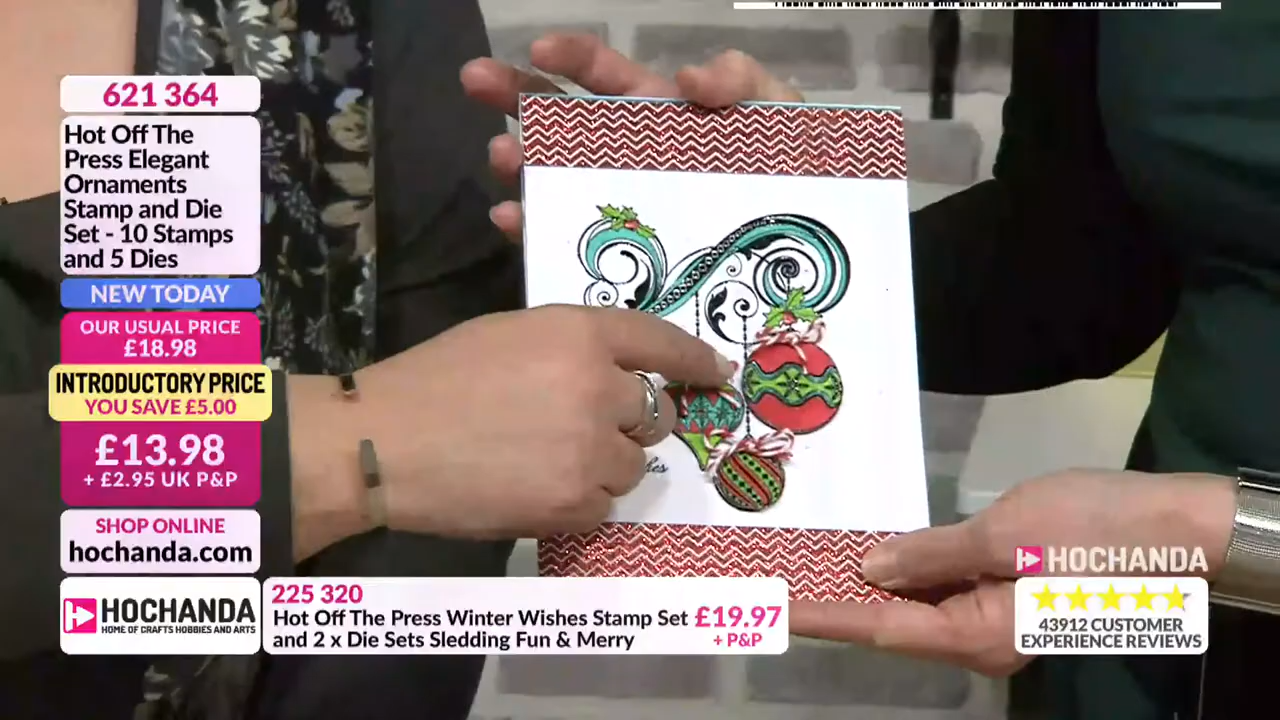 621 364
Hot Off The
Press Elegant
Ornaments
Stamp and Die
Set - 10 Stamps
and 5 Dies
NEW TODAY
OUR USUAL PRICE
£18.98
INTRODUCTORY PRICE
YOU SAVE £5.00
£13.98
+ £2.95 UK P&P
SHOP ONLINE
hochanda.com
HOCHANDA
HOME OF CRAFTS HOBBIES AND ARTS
225 320
Hot Off The Press Winter Wishes Stamp Set £19.97
and 2 x Die Sets Sledding Fun & Merry + P&P
HOCHANDA
43912 CUSTOMER
EXPERIENCE REVIEWS